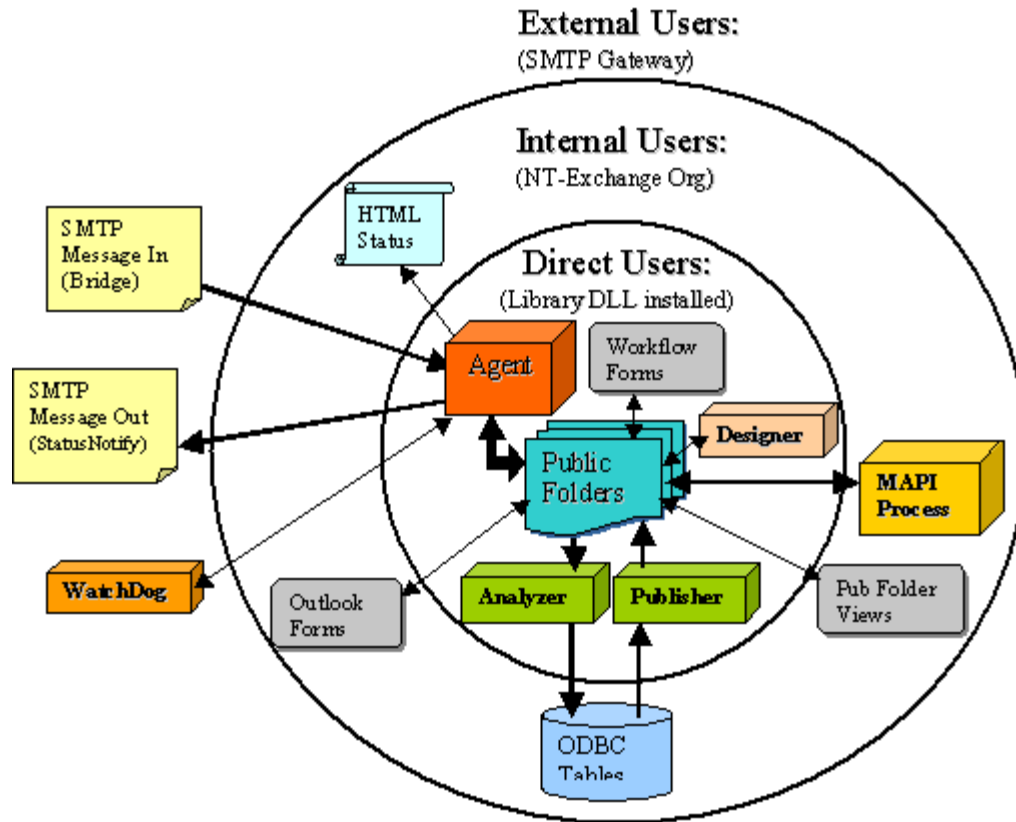 External Users:
(SMTP Gateway)
Internal Users:
(NT-Exchange Org)
HTML
Status
SMTP
Message In
(Bridge)
Direct Users:
(Library DLL installed)
Agent
Workflow
Forms
SMTP
Message Out
(StatusNotify)
Designer
Public
Folders
MAPI
Process
WatchDog
Outlook
Forms
Analyzer
Publisher
Pub Folder
Views
ODBC
Tables